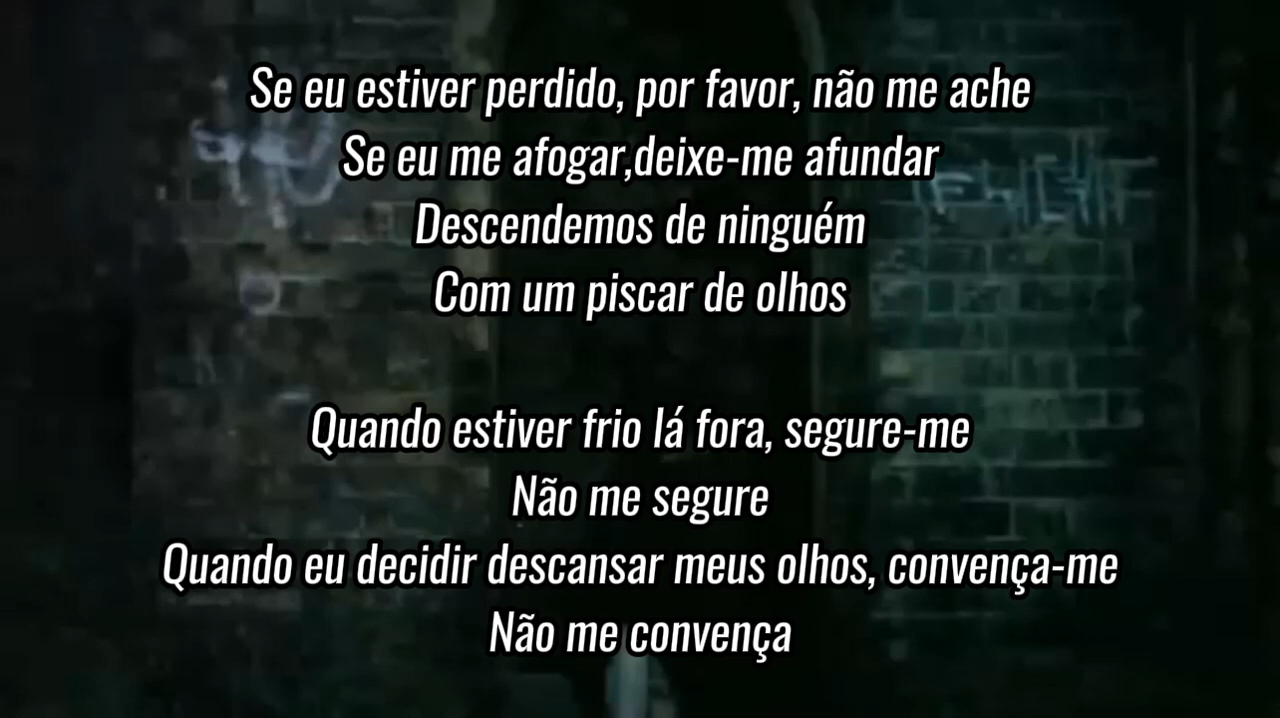 Se eu estiver perdido, por favor, não me ache
Se eu me afogar,deixe-me afundar
Descendemos de ninguém
Com um piscar de olhos
Quando estiver frio lá fora, segure-me
Não me segure
Quando eu decidir descansar meus olhos, convença-me
Não me convença